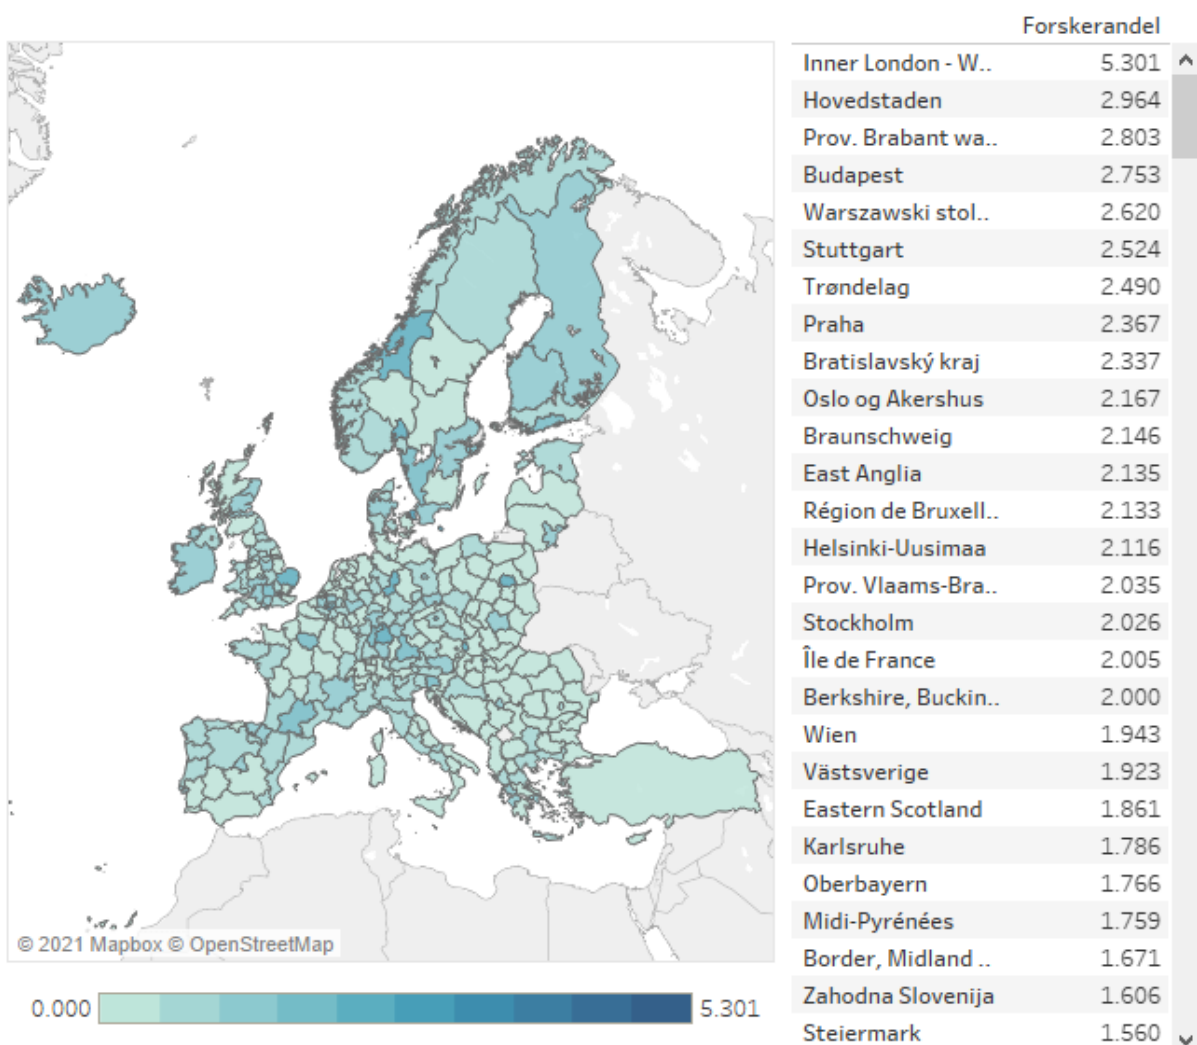 Forskerandel
Inner London - W.. 5.301
Hovedstaden 2.964
Prov. Brabant wa.. 2.803
Budapest 2.753
Warszawski stol.. 2.620
Stuttgart 2.524
Trøndelag 2.490
Praha 2.367
Bratislavský kraj 2.337
Oslo og Akershus 2.167
Braunschweig 2.146
East Anglia 2.135
Région de Bruxell.. 2.133
Helsinki-Uusimaa 2.116
Prov. Vlaams-Bra.. 2.035
Stockholm 2.026
Île de France 2.005
Berkshire, Buckin.. 2.000
Wien 1.943
Västsverige 1.923
Eastern Scotland 1.861
Karlsruhe 1.786
Oberbayern 1.766
Midi-Pyrénées 1.759
Border, Midland .. 1.671
Zahodna Slovenija 1.606
Steiermark 1.560
© 2021 Mapbox © OpenStreetMap
0.000 5.301